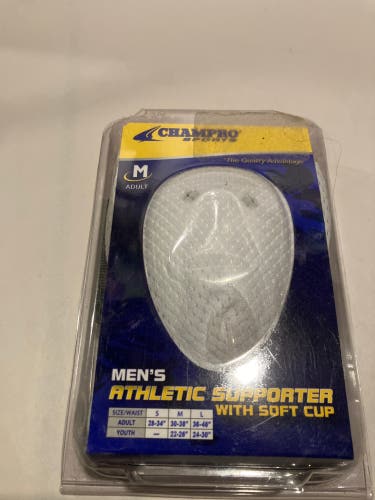 CHAMPRO
SPORTS
"The Quality Advantage"
M
ADULT
MEN'S
ATHLETIC SUPPORTER
WITH SOFT CUP
SIZE/WAIST S M L
ADULT 28-34" 30-38" 36-46"
YOUTH — 22-28" 24-30"